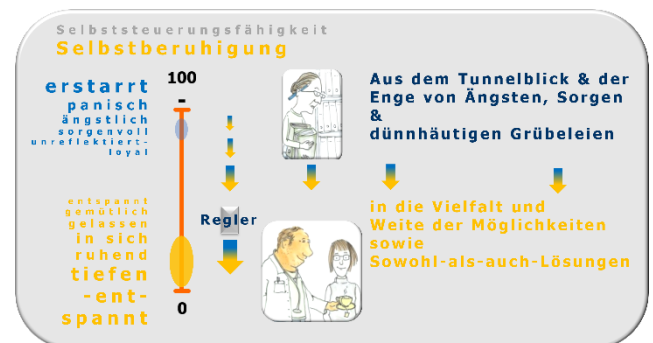 Selbststeuerungsfähigkeit
Selbstberuhigung
erstarrt
panisch
ängstlich
sorgenvoll
unreflektiert-
loyal
100
-
Aus dem Tunnelblick & der
Enge von Ängsten, Sorgen
&
dünnhäutigen Grübeleien
entspannt
gemütlich
gelassen
in sich
ruhend
tiefen
-ent-
spannt
Regler
0
in die Vielfalt und
Weite der Möglichkeiten
sowie
Sowohl-als-auch-Lösungen